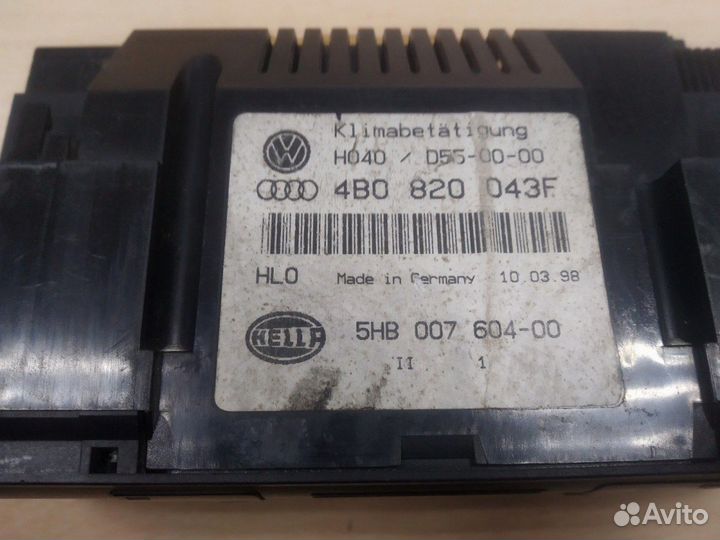 Klimabetätigung
H040 / D55-00-00
4B0 820 043F
HLO Made in Germany 10.03.98
HELLA 5HB 007 604-00
II 1
Avito